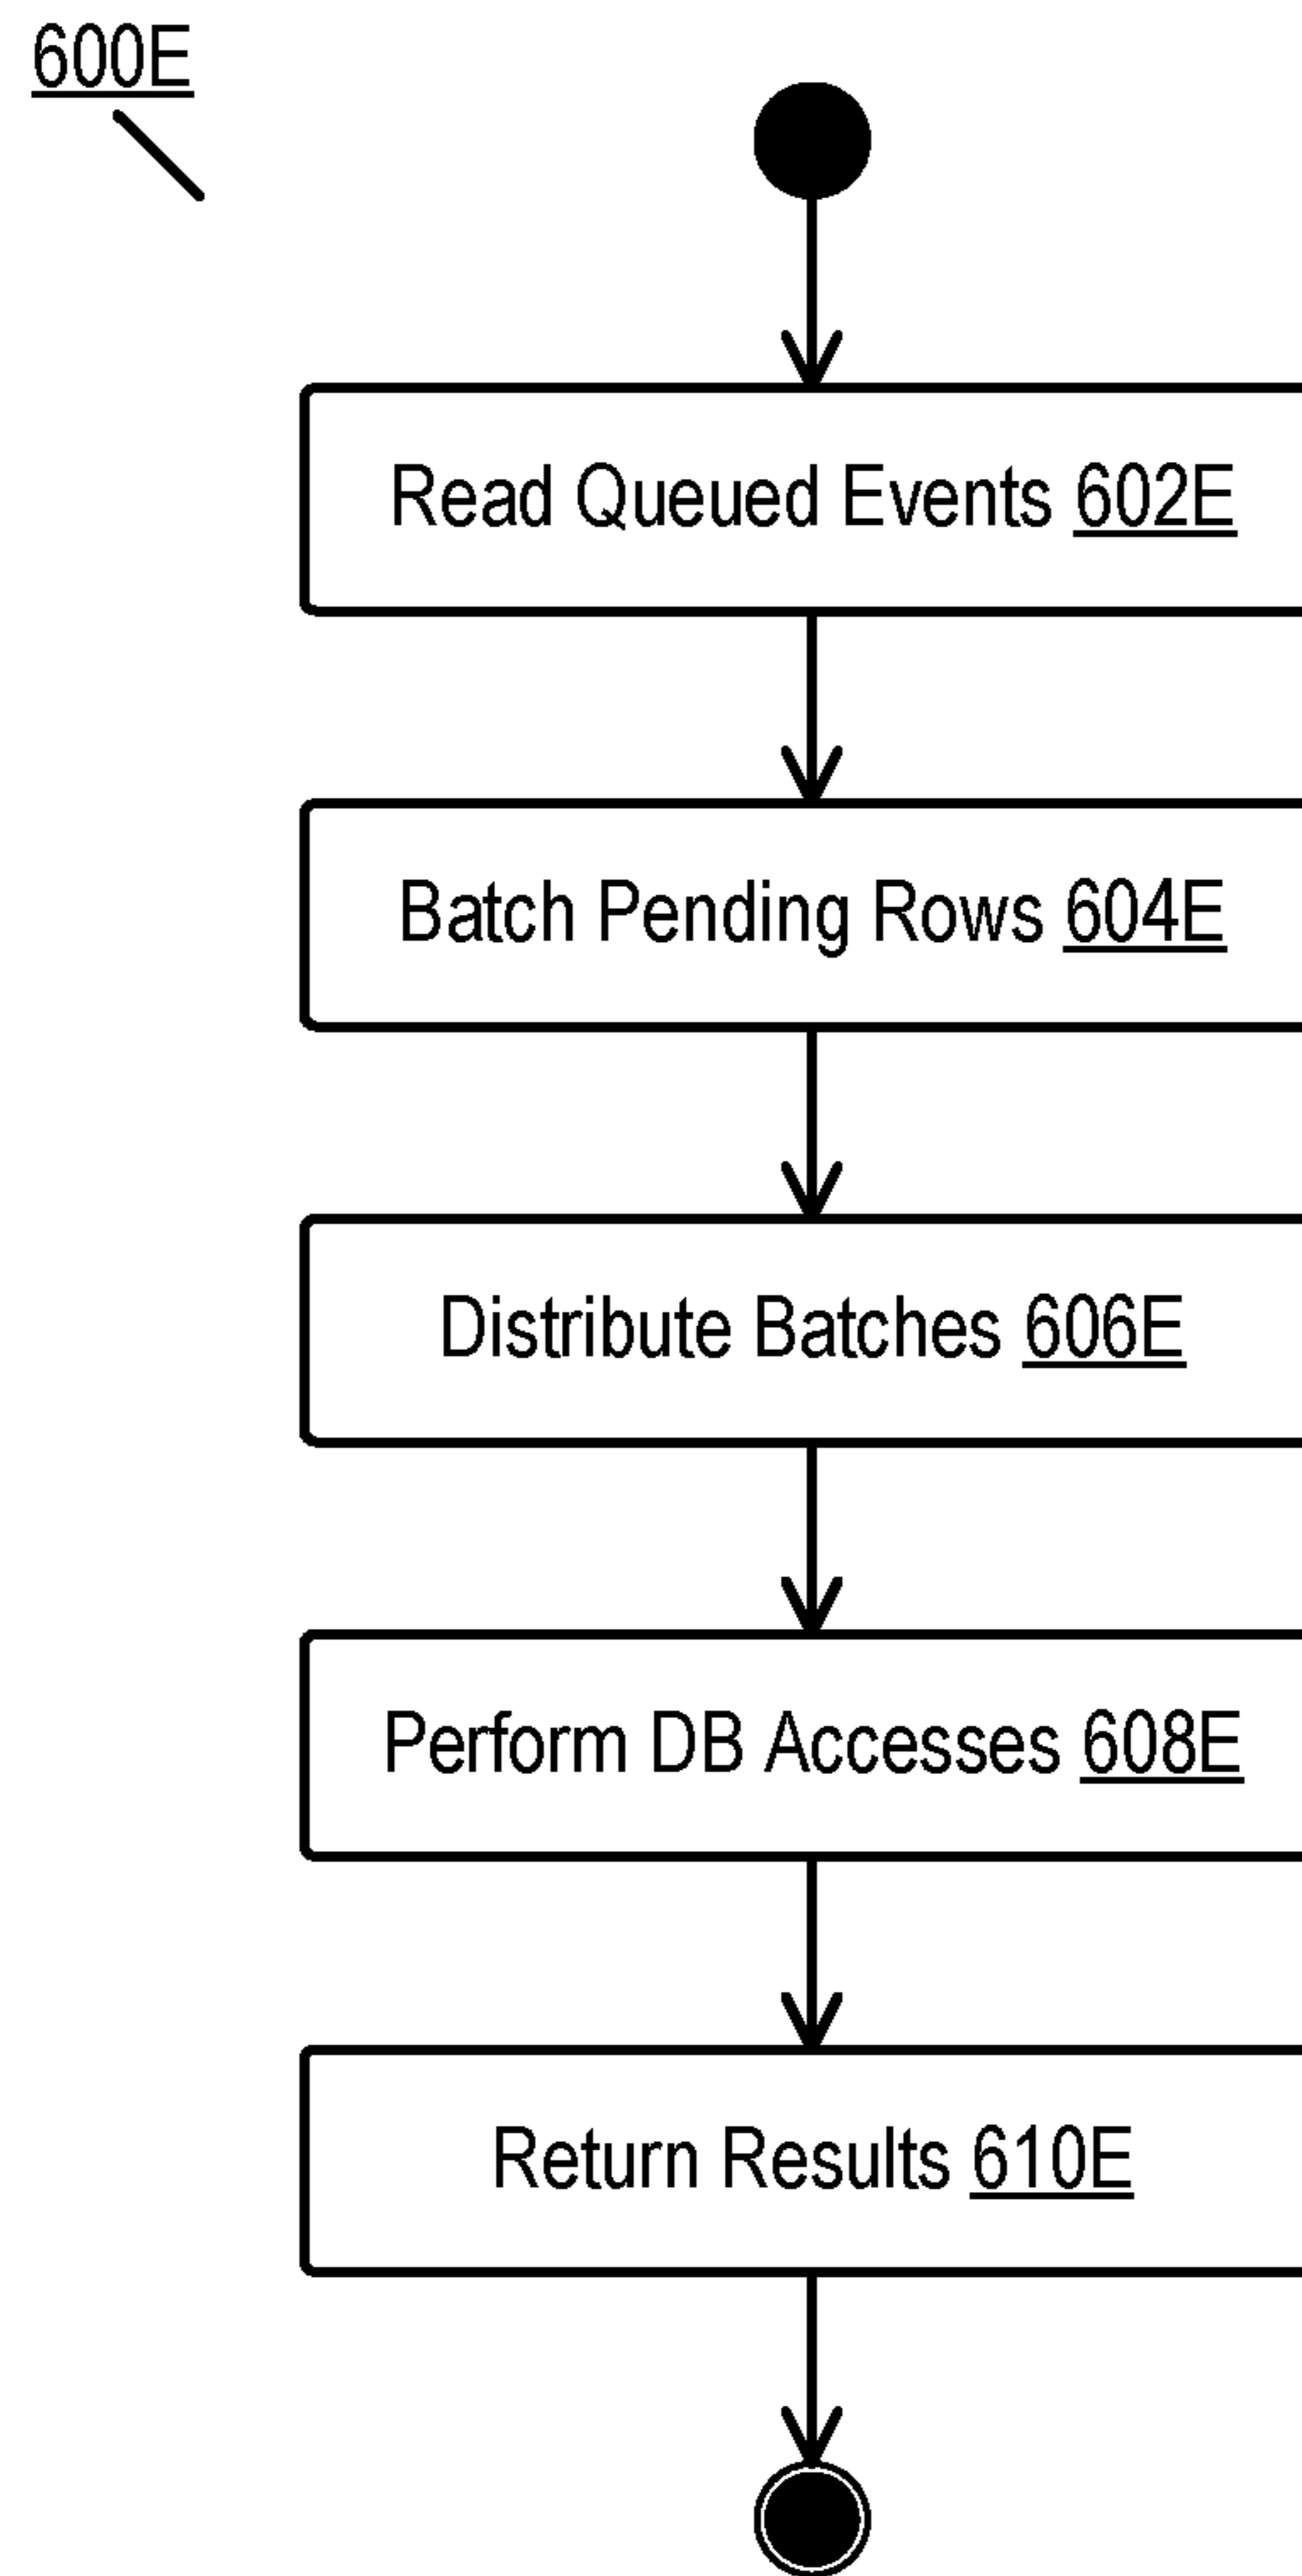 600E
Read Queued Events 602E
Batch Pending Rows 604E
Distribute Batches 606E
Perform DB Accesses 608E
Return Results 610E